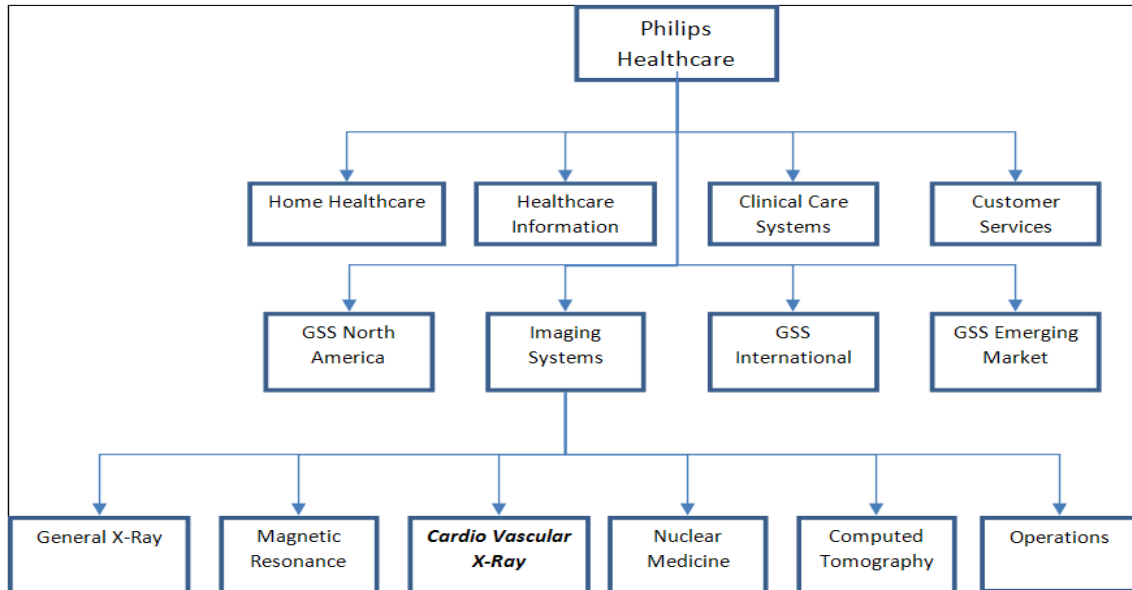 Philips
Healthcare
Home Healthcare
Healthcare
Information
Clinical Care
Systems
Customer
Services
GSS North
America
Imaging
Systems
GSS
International
GSS Emerging
Market
General X-Ray
Magnetic
Resonance
Cardio Vascular
X-Ray
Nuclear
Medicine
Computed
Tomography
Operations